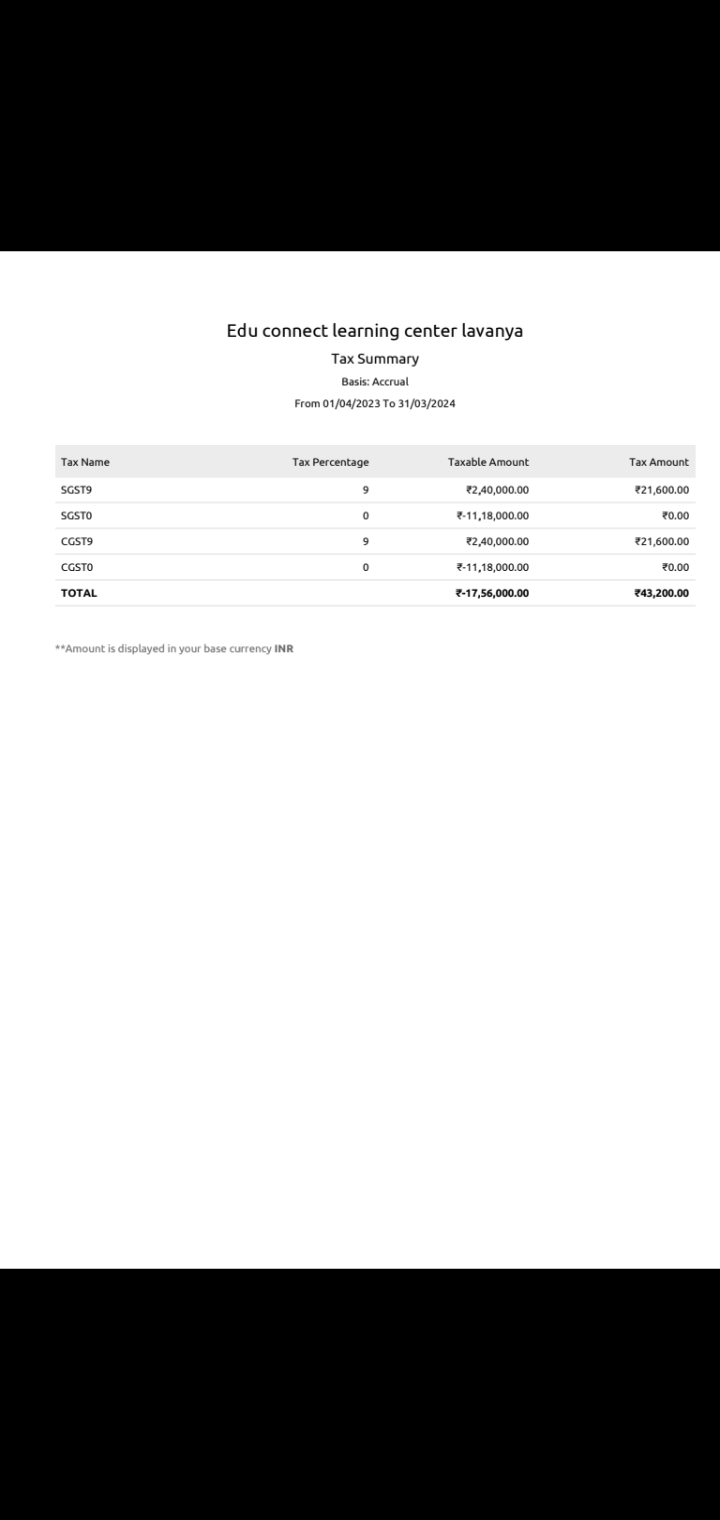 Edu connect learning center lavanya
Tax Summary
Basis: Accrual
From 01/04/2023 To 31/03/2024
Tax Name Tax Percentage Taxable Amount Tax Amount
SGST9 9 ₹2,40,000.00 ₹21,600.00
SGST0 0 ₹-11,18,000.00 ₹0.00
CGST9 9 ₹2,40,000.00 ₹21,600.00
CGST0 0 ₹-11,18,000.00 ₹0.00
TOTAL ₹-17,56,000.00 ₹43,200.00
**Amount is displayed in your base currency INR